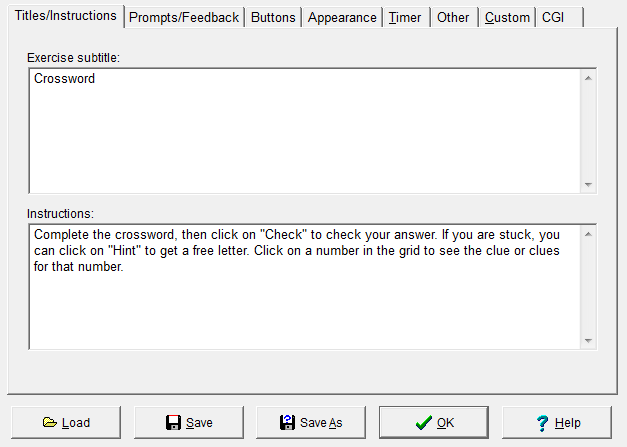 Titles/Instructions Prompts/Feedback Buttons Appearance Timer Other Custom CGI
Exercise subtitle:
Crossword
Instructions:
Complete the crossword, then click on "Check" to check your answer. If you are stuck, you
can click on "Hint" to get a free letter. Click on a number in the grid to see the clue or clues
for that number.
Load Save Save As OK Help